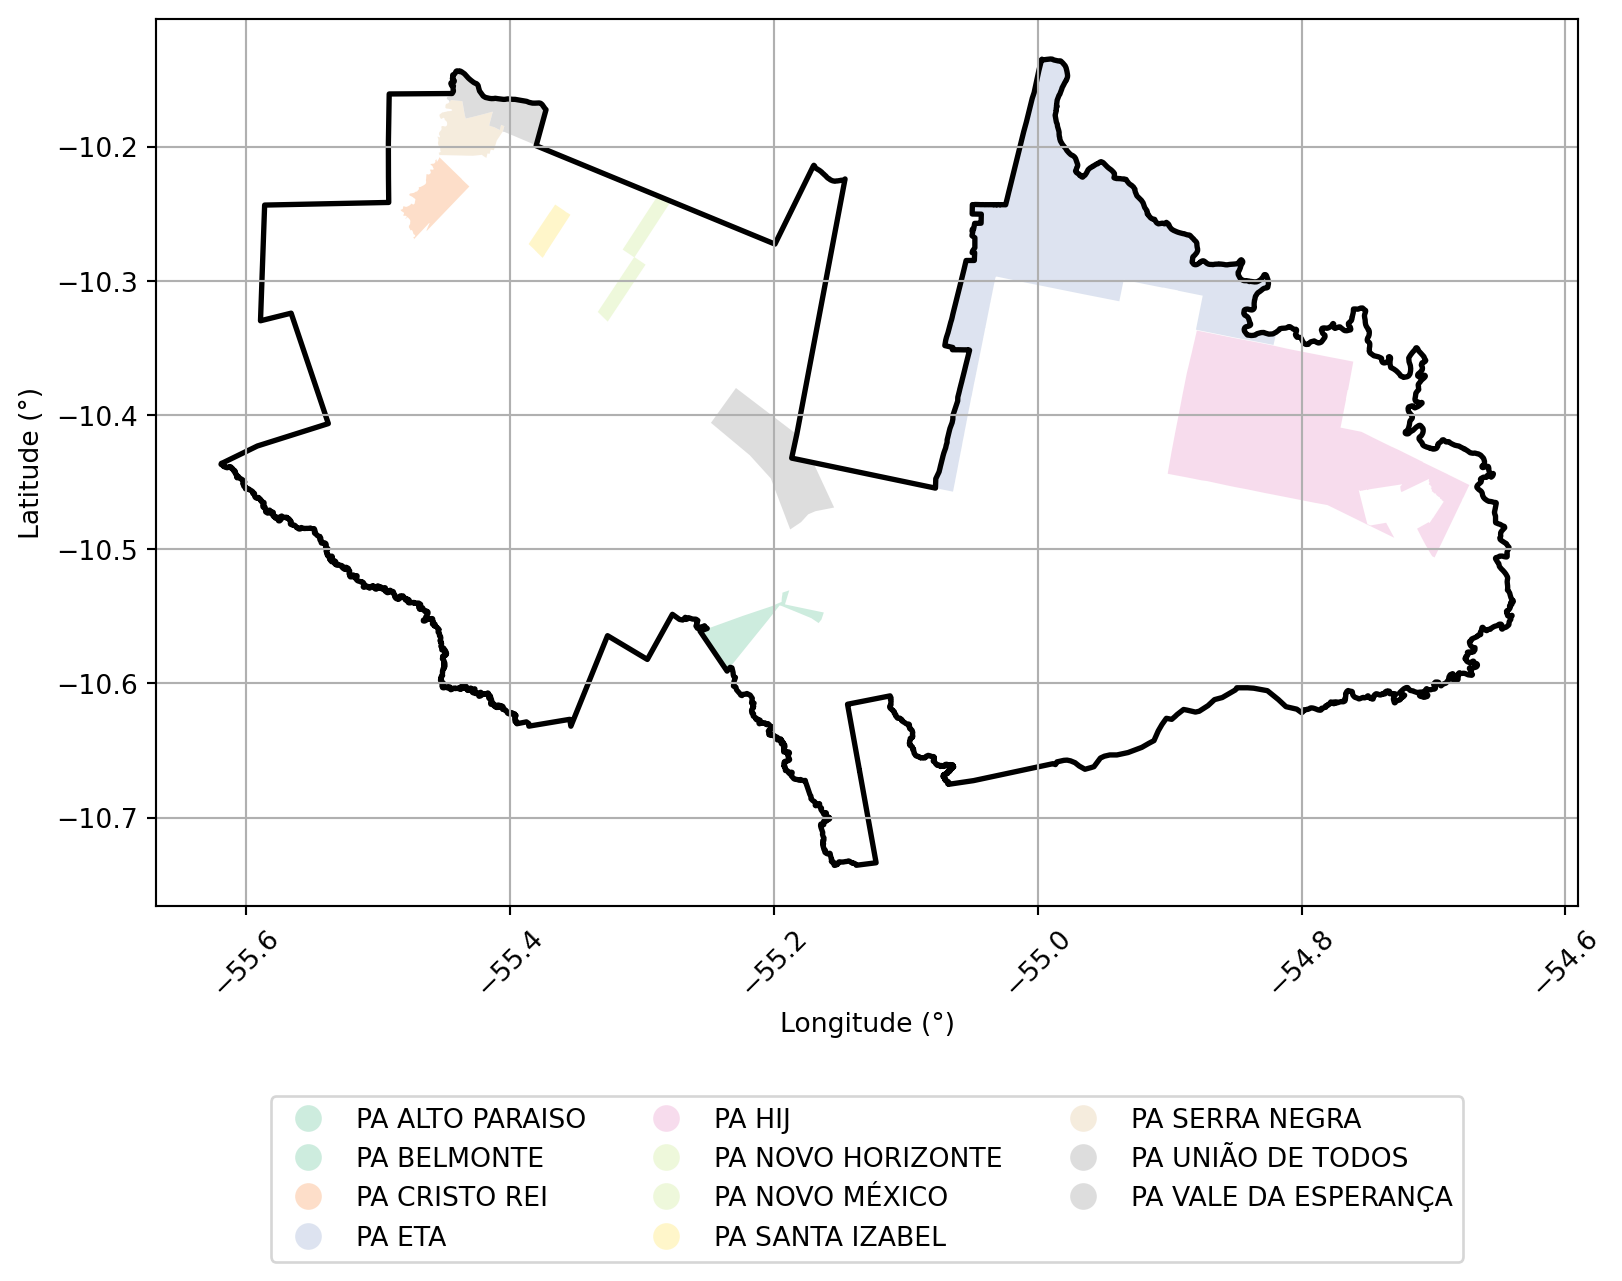 −10.2
−10.3
−10.4
−10.5
−10.6
−10.7
Latitude (°)
−55.6
−55.4
−55.2
−55.0
−54.8
−54.6
Longitude (°)
PA ALTO PARAISO
PA BELMONTE
PA CRISTO REI
PA ETA
PA HIJ
PA NOVO HORIZONTE
PA NOVO MÉXICO
PA SANTA IZABEL
PA SERRA NEGRA
PA UNIÃO DE TODOS
PA VALE DA ESPERANÇA